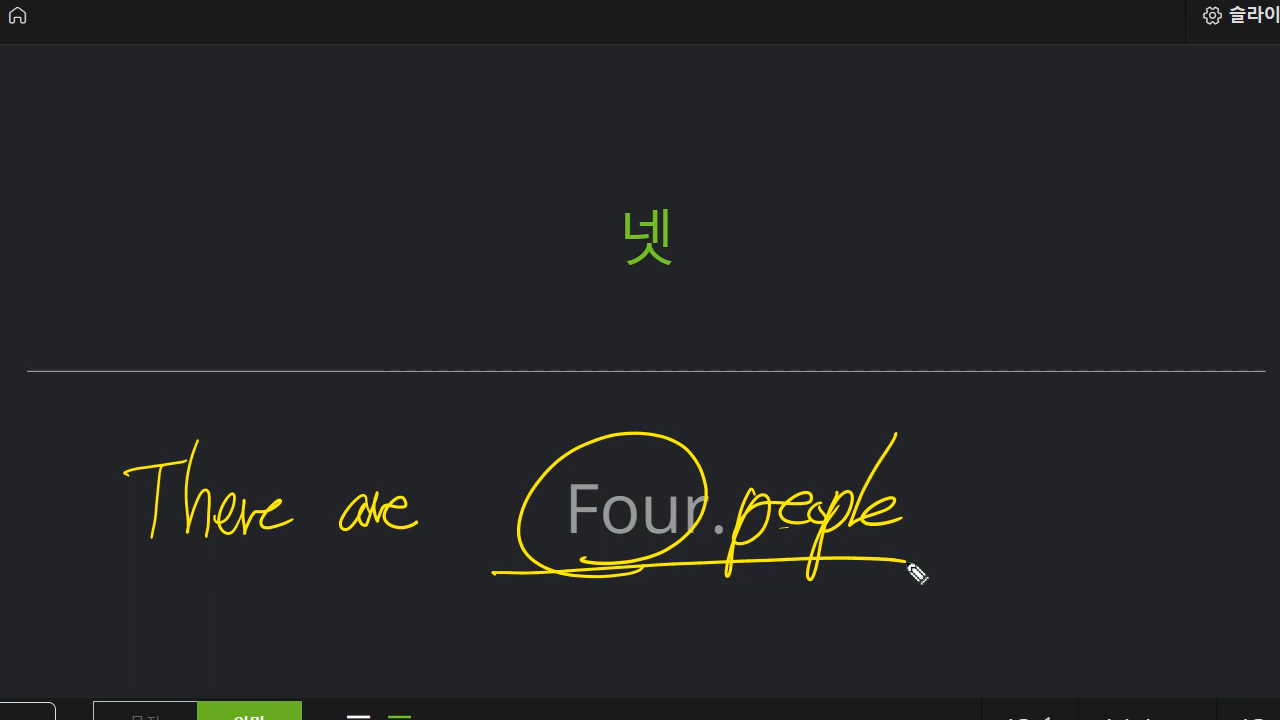 슬라이
넷
There are Four. people